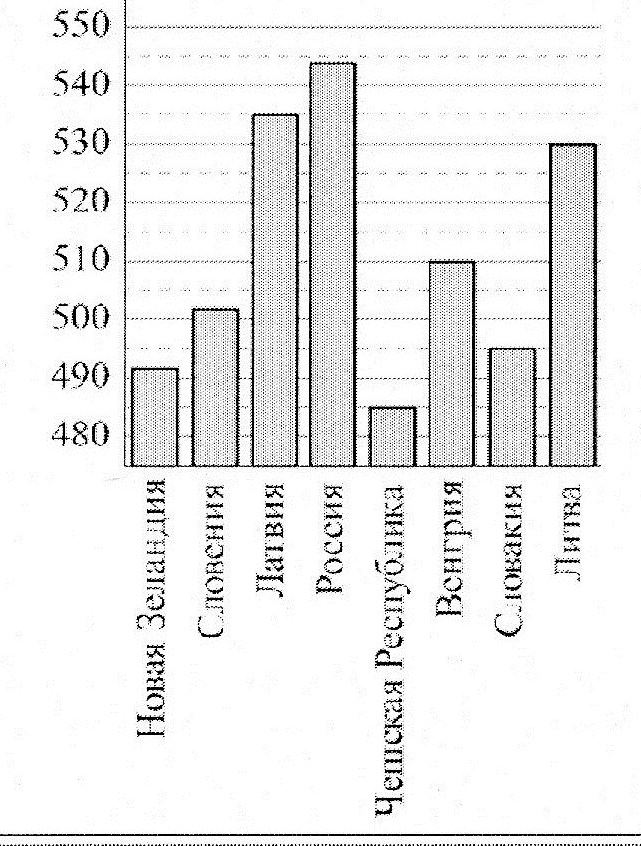 550
540
530
520
510
500
490
480
Новая Зеландия
Словения
Латвия
Россия
Чешская Республика
Венгрия
Словакия
Литва